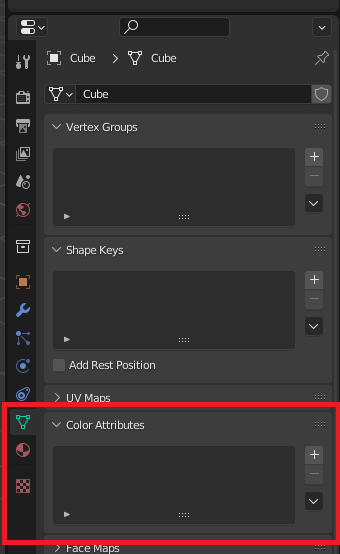 Cube Cube
Cube
Vertex Groups
Shape Keys
Add Rest Position
UV Maps
Color Attributes
Face Maps